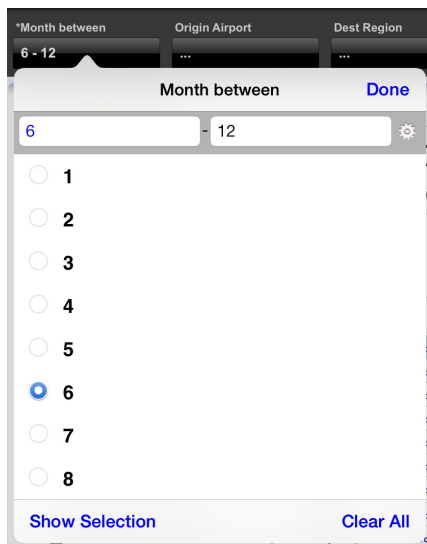 *Month between Origin Airport Dest Region
6 - 12 ... ...
Month between Done
6 - 12
1
2
3
4
5
6
7
8
Show Selection Clear All